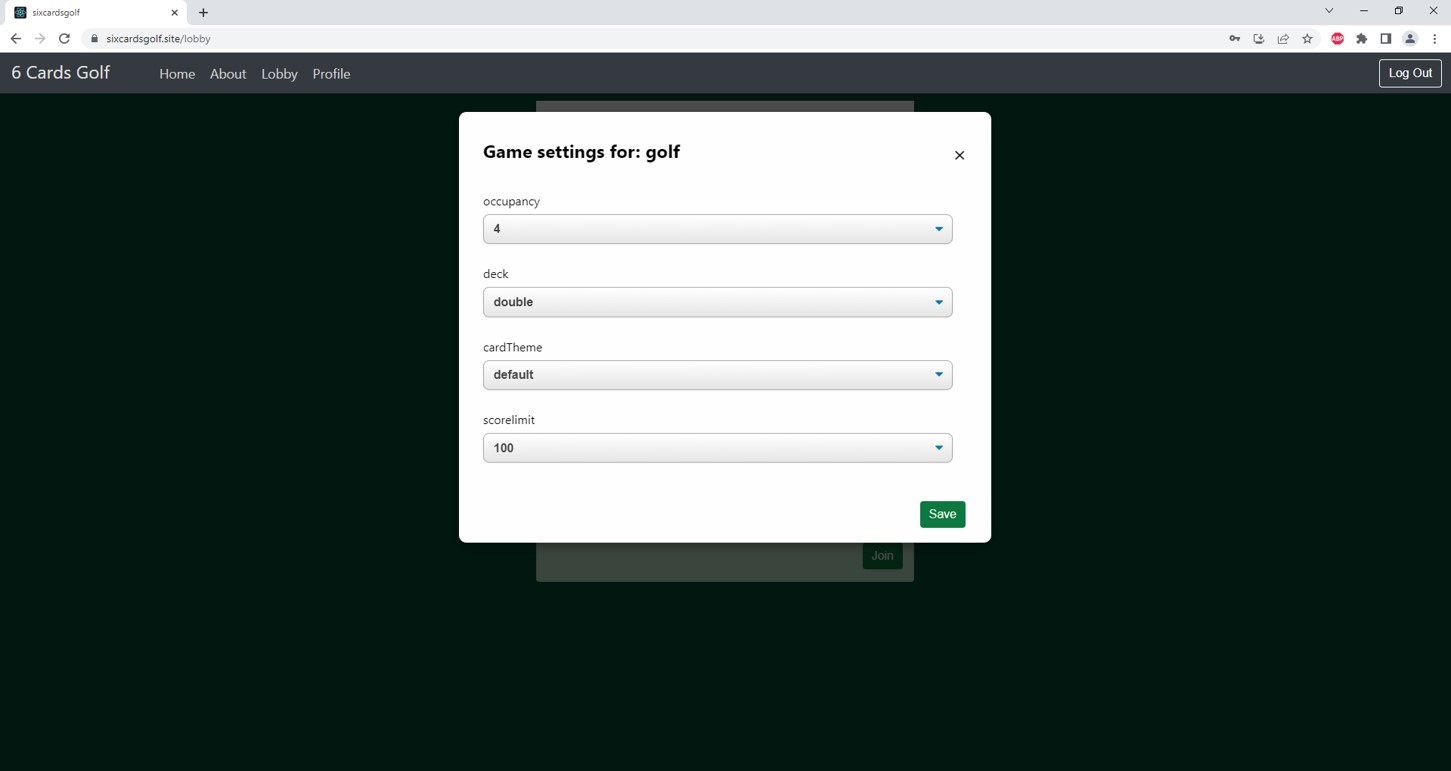 sixcardsgolf
sixcardsgolf.site/lobby
ABP
6 Cards Golf Home About Lobby Profile Log Out
Game settings for: golf
occupancy
4
deck
double
cardTheme
default
scorelimit
100
Save
Join